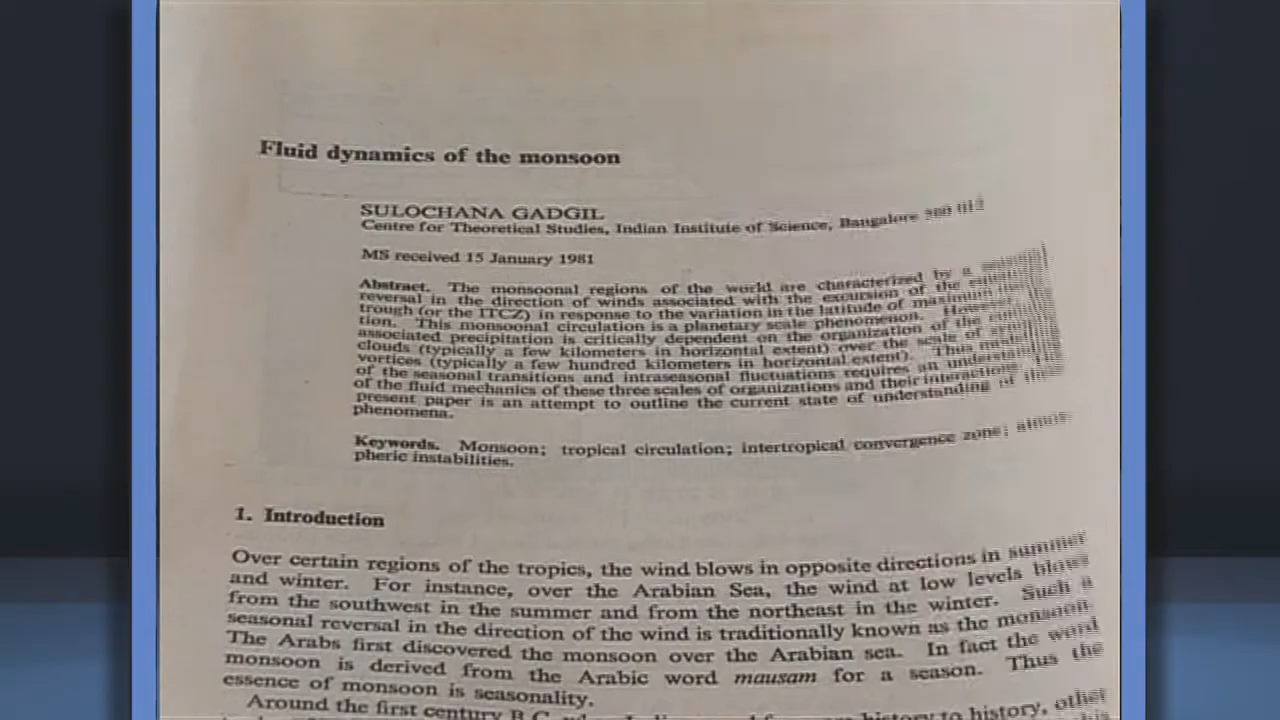 Fluid dynamics of the monsoon
SULOCHANA GADGIL
Centre for Theoretical Studies, Indian Institute of Science, Bangalore
MS received 15 January 1981
Abstract. The monsoonal regions of the world are characterized by a
reversal in the direction of winds associated with the excursion of the
trough (or the ITCZ) in response to the variation in the latitude of maximum
tion. This monsoonal circulation is a planetary scale phenomenon.
associated precipitation is critically dependent on the organization of the
clouds (typically a few kilometers in horizontal extent) over the scale of
vortices (typically a few hundred kilometers in horizontal extent). Thus
of the seasonal transitions and intraseasonal fluctuations requires an
of the fluid mechanics of these three scales of organizations and their interactions.
present paper is an attempt to outline the current state of understanding of
phenomena.
Keywords. Monsoon; tropical circulation; intertropical convergence zone; atmos-
pheric instabilities.
1. Introduction
Over certain regions of the tropics, the wind blows in opposite directions in summer
and winter. For instance, over the Arabian Sea, the wind at low levels blows
from the southwest in the summer and from the northeast in the winter. Such a
seasonal reversal in the direction of the wind is traditionally known as the monsoon.
The Arabs first discovered the monsoon over the Arabian sea. In fact the word
monsoon is derived from the Arabic word mausam for a season. Thus the
essence of monsoon is seasonality.
Around the first century B.C. history to history, other